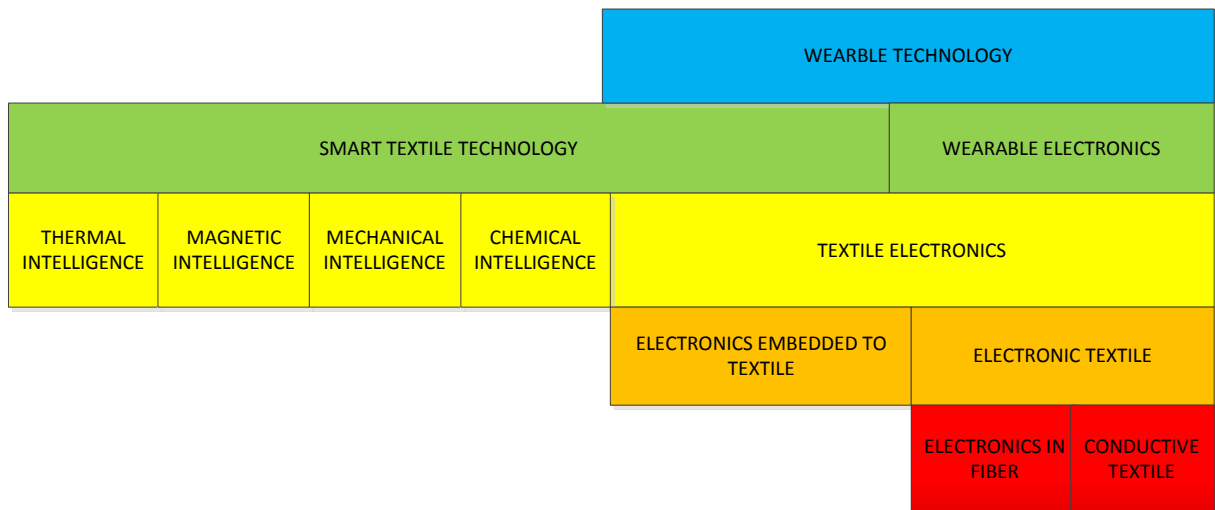 WEARBLE TECHNOLOGY
SMART TEXTILE TECHNOLOGY
WEARABLE ELECTRONICS
THERMAL
INTELLIGENCE
MAGNETIC
INTELLIGENCE
MECHANICAL
INTELLIGENCE
CHEMICAL
INTELLIGENCE
TEXTILE ELECTRONICS
ELECTRONICS EMBEDDED TO
TEXTILE
ELECTRONIC TEXTILE
ELECTRONICS IN
FIBER
CONDUCTIVE
TEXTILE